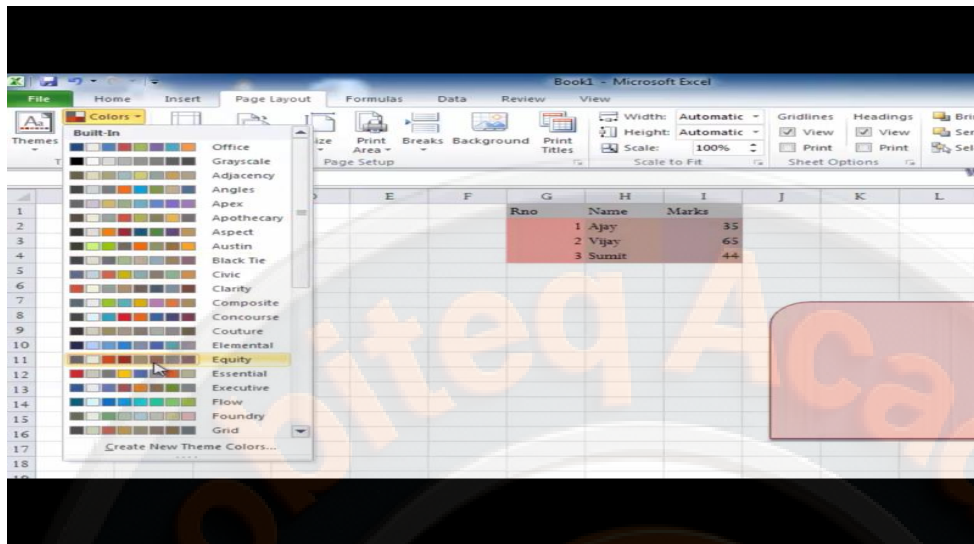 Book1 - Microsoft Excel
File Home Insert Page Layout Formulas Data Review View
Colors
Aa
Themes
Print Area
Breaks
Background
Print Titles
Page Setup
Width: Automatic
Height: Automatic
Scale: 100%
Scale to Fit
Gridlines Headings
View View
Print Print
Sheet Options
Built-In
Office
Grayscale
Adjacency
Angles
Apex
Apothecary
Aspect
Austin
Black Tie
Civic
Clarity
Composite
Concourse
Couture
Elemental
Equity
Essential
Executive
Flow
Foundry
Grid
Create New Theme Colors...
E F G H I J K L
1 Rno Name Marks
2 1 Ajay 35
3 2 Vijay 65
4 3 Sumit 44
5
6
7
8
9
10
11
12
13
14
15
16
17
18